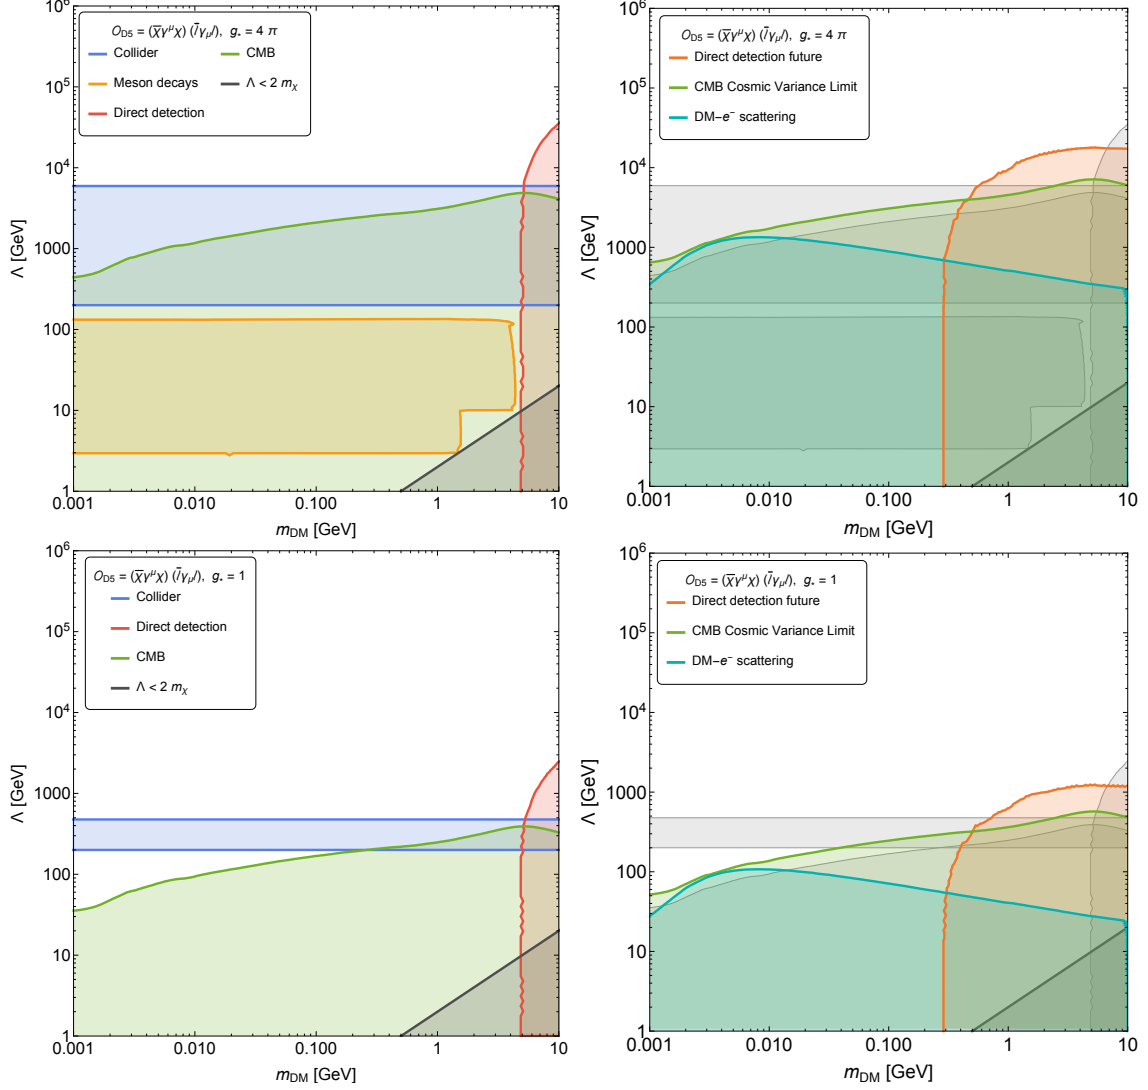 O_D5 = (χ̅γ^μχ) (l̅γ_μl), g_* = 4 π
Collider
CMB
Meson decays
Λ < 2 m_χ
Direct detection
10^5
10^4
1000
100
10
1
Λ [GeV]
0.001
0.010
0.100
1
10
m_DM [GeV]
O_D5 = (χ̅γ^μχ) (l̅γ_μl), g_* = 4 π
Direct detection future
CMB Cosmic Variance Limit
DM-e^- scattering
10^6
10^5
10^4
1000
100
10
1
Λ [GeV]
0.001
0.010
0.100
1
10
m_DM [GeV]
O_D5 = (χ̅γ^μχ) (l̅γ_μl), g_* = 1
Collider
Direct detection
CMB
Λ < 2 m_χ
10^6
10^5
10^4
1000
100
10
1
Λ [GeV]
0.001
0.010
0.100
1
10
m_DM [GeV]
O_D5 = (χ̅γ^μχ) (l̅γ_μl), g_* = 1
Direct detection future
CMB Cosmic Variance Limit
DM-e^- scattering
10^6
10^5
10^4
1000
100
10
1
Λ [GeV]
0.001
0.010
0.100
1
10
m_DM [GeV]